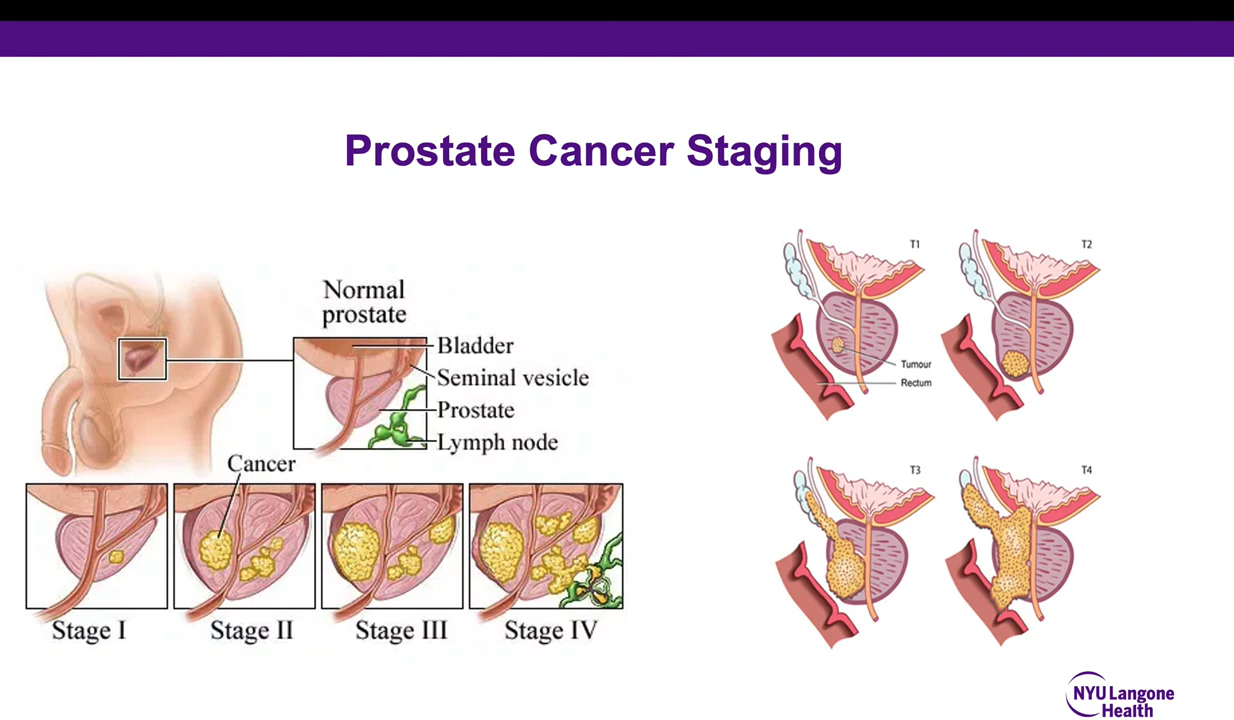 Prostate Cancer Staging
Normal
prostate
Bladder
Seminal vesicle
Prostate
Lymph node
Cancer
Stage I
Stage II
Stage III
Stage IV
T1
T2
Tumour
Rectum
T3
T4
NYU Langone
Health